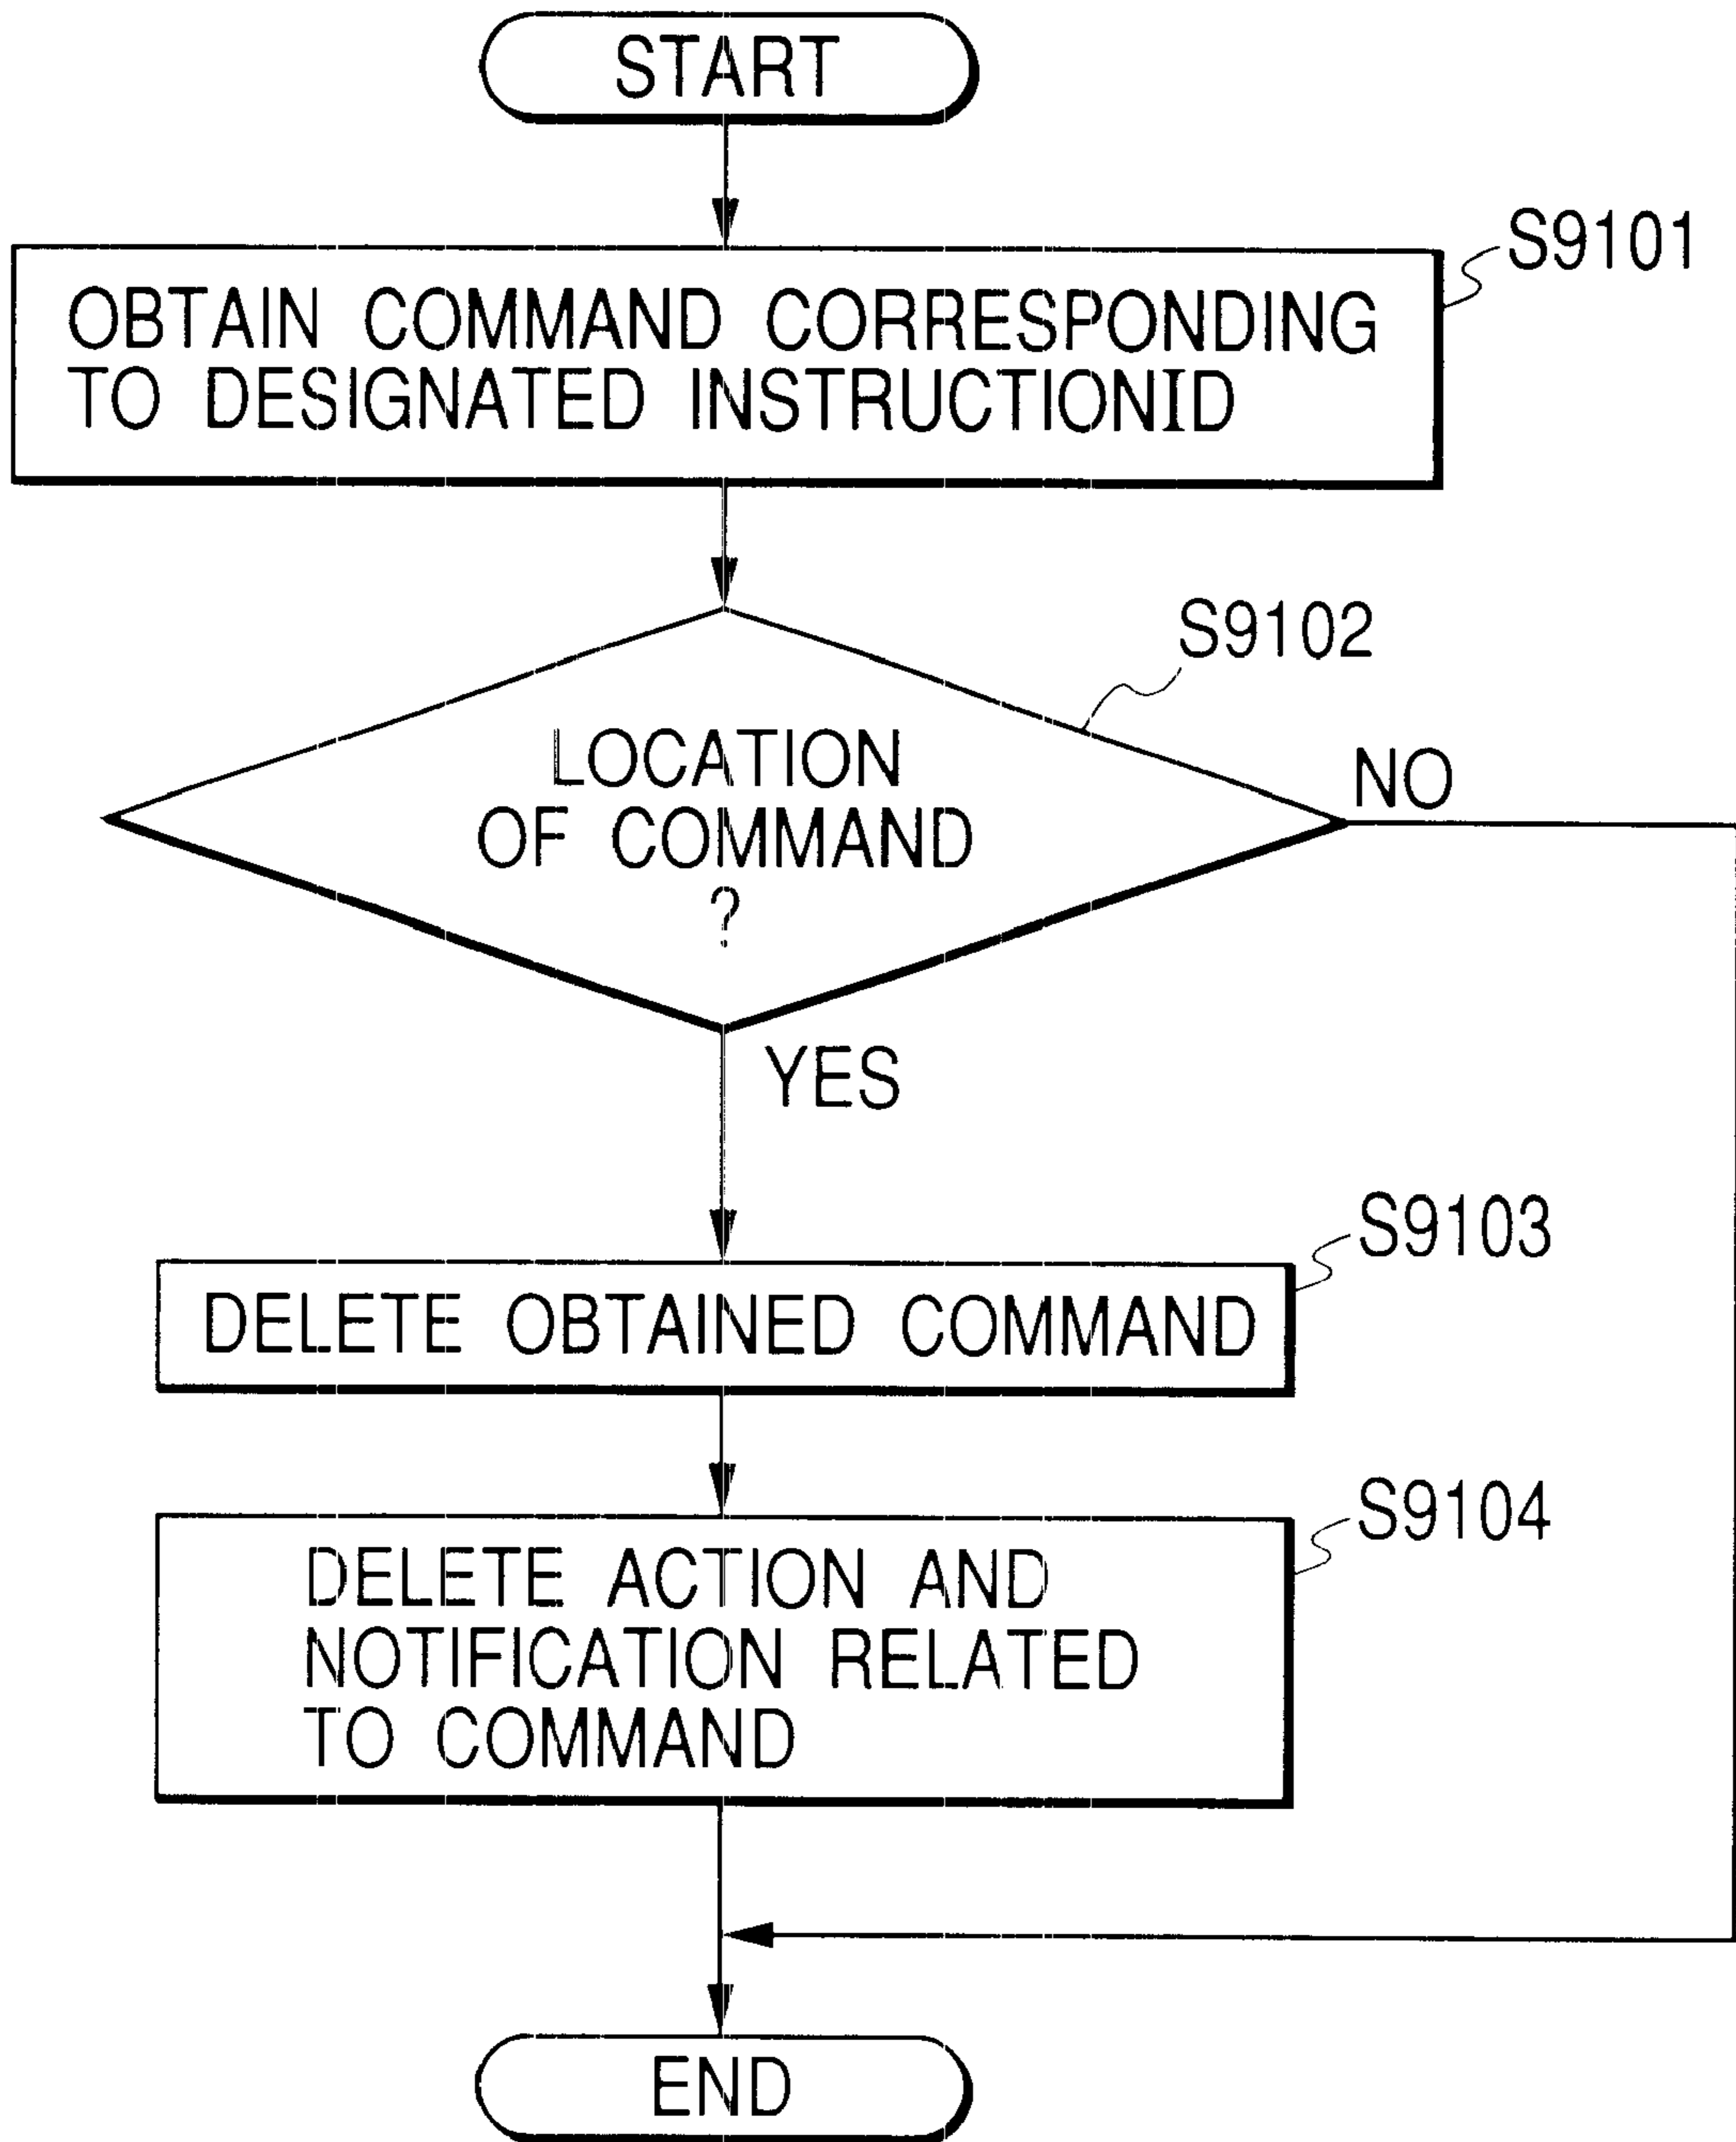 START
S9101
OBTAIN COMMAND CORRESPONDING
TO DESIGNATED INSTRUCTIONID
S9102
LOCATION
OF COMMAND
?
NO
YES
S9103
DELETE OBTAINED COMMAND
S9104
DELETE ACTION AND
NOTIFICATION RELATED
TO COMMAND
END